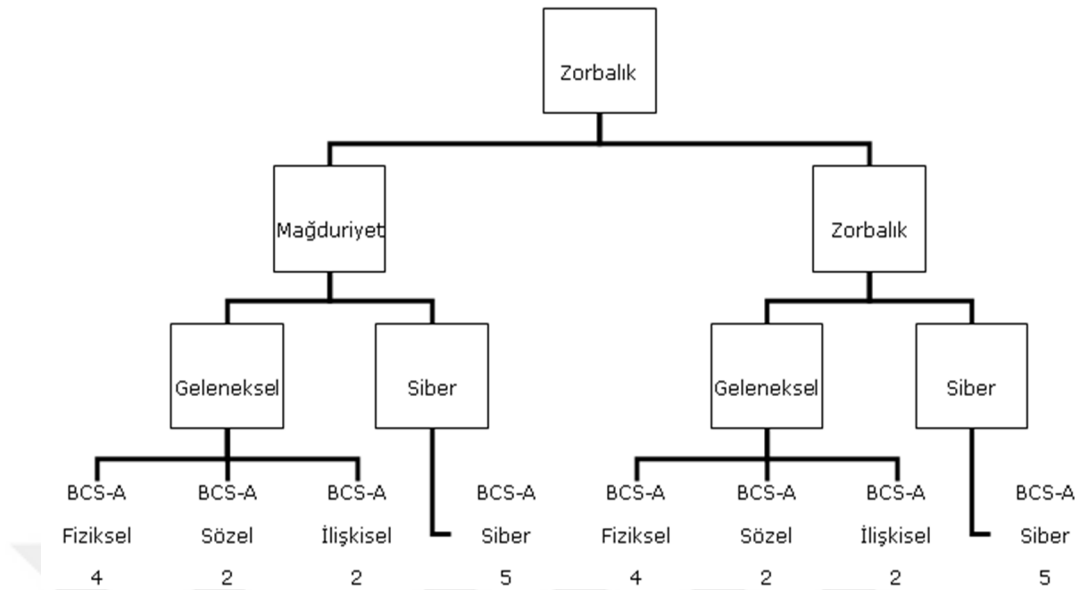 Zorbalık
Mağduriyet Zorbalık
Geleneksel Siber Geleneksel Siber
BCS-A BCS-A BCS-A BCS-A BCS-A BCS-A BCS-A BCS-A
Fiziksel Sözel İlişkisel Siber Fiziksel Sözel İlişkisel Siber
4 2 2 5 4 2 2 5